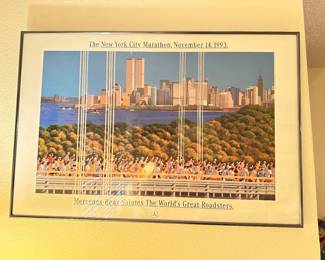 The New York City Marathon, November 14, 1993.
Mercedes-Benz Salutes The World's Great Roadsters.